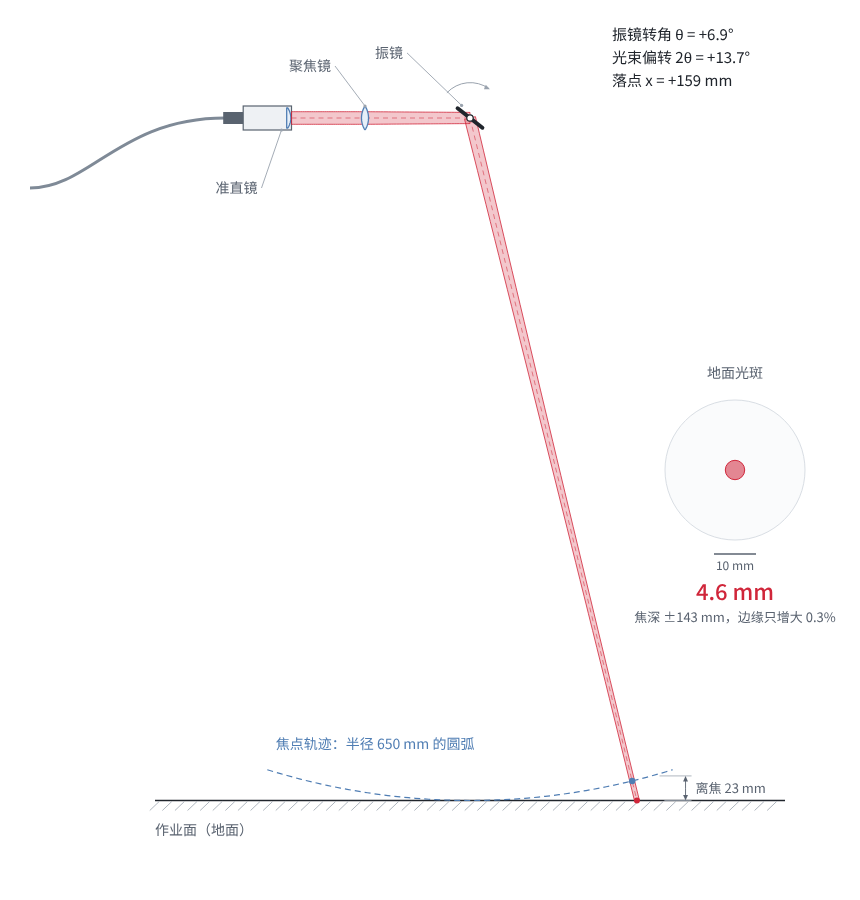 振镜转角 θ = +6.9°
光束偏转 2θ = +13.7°
落点 x = +159 mm
振镜
聚焦镜
准直镜
地面光斑
10 mm
4.6 mm
焦深 ±143 mm，边缘只增大 0.3%
焦点轨迹：半径 650 mm 的圆弧
离焦 23 mm
作业面（地面）